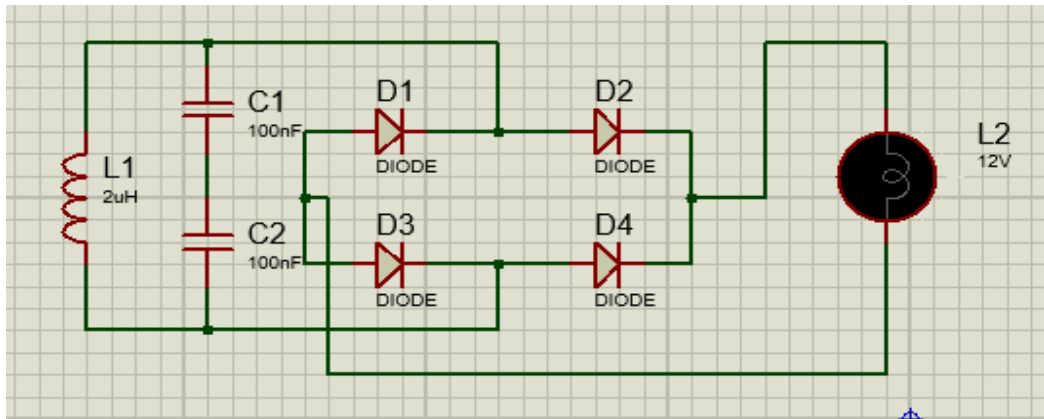 C1
100nF
D1
DIODE
D2
DIODE
L2
12V
L1
2uH
C2
100nF
D3
DIODE
D4
DIODE